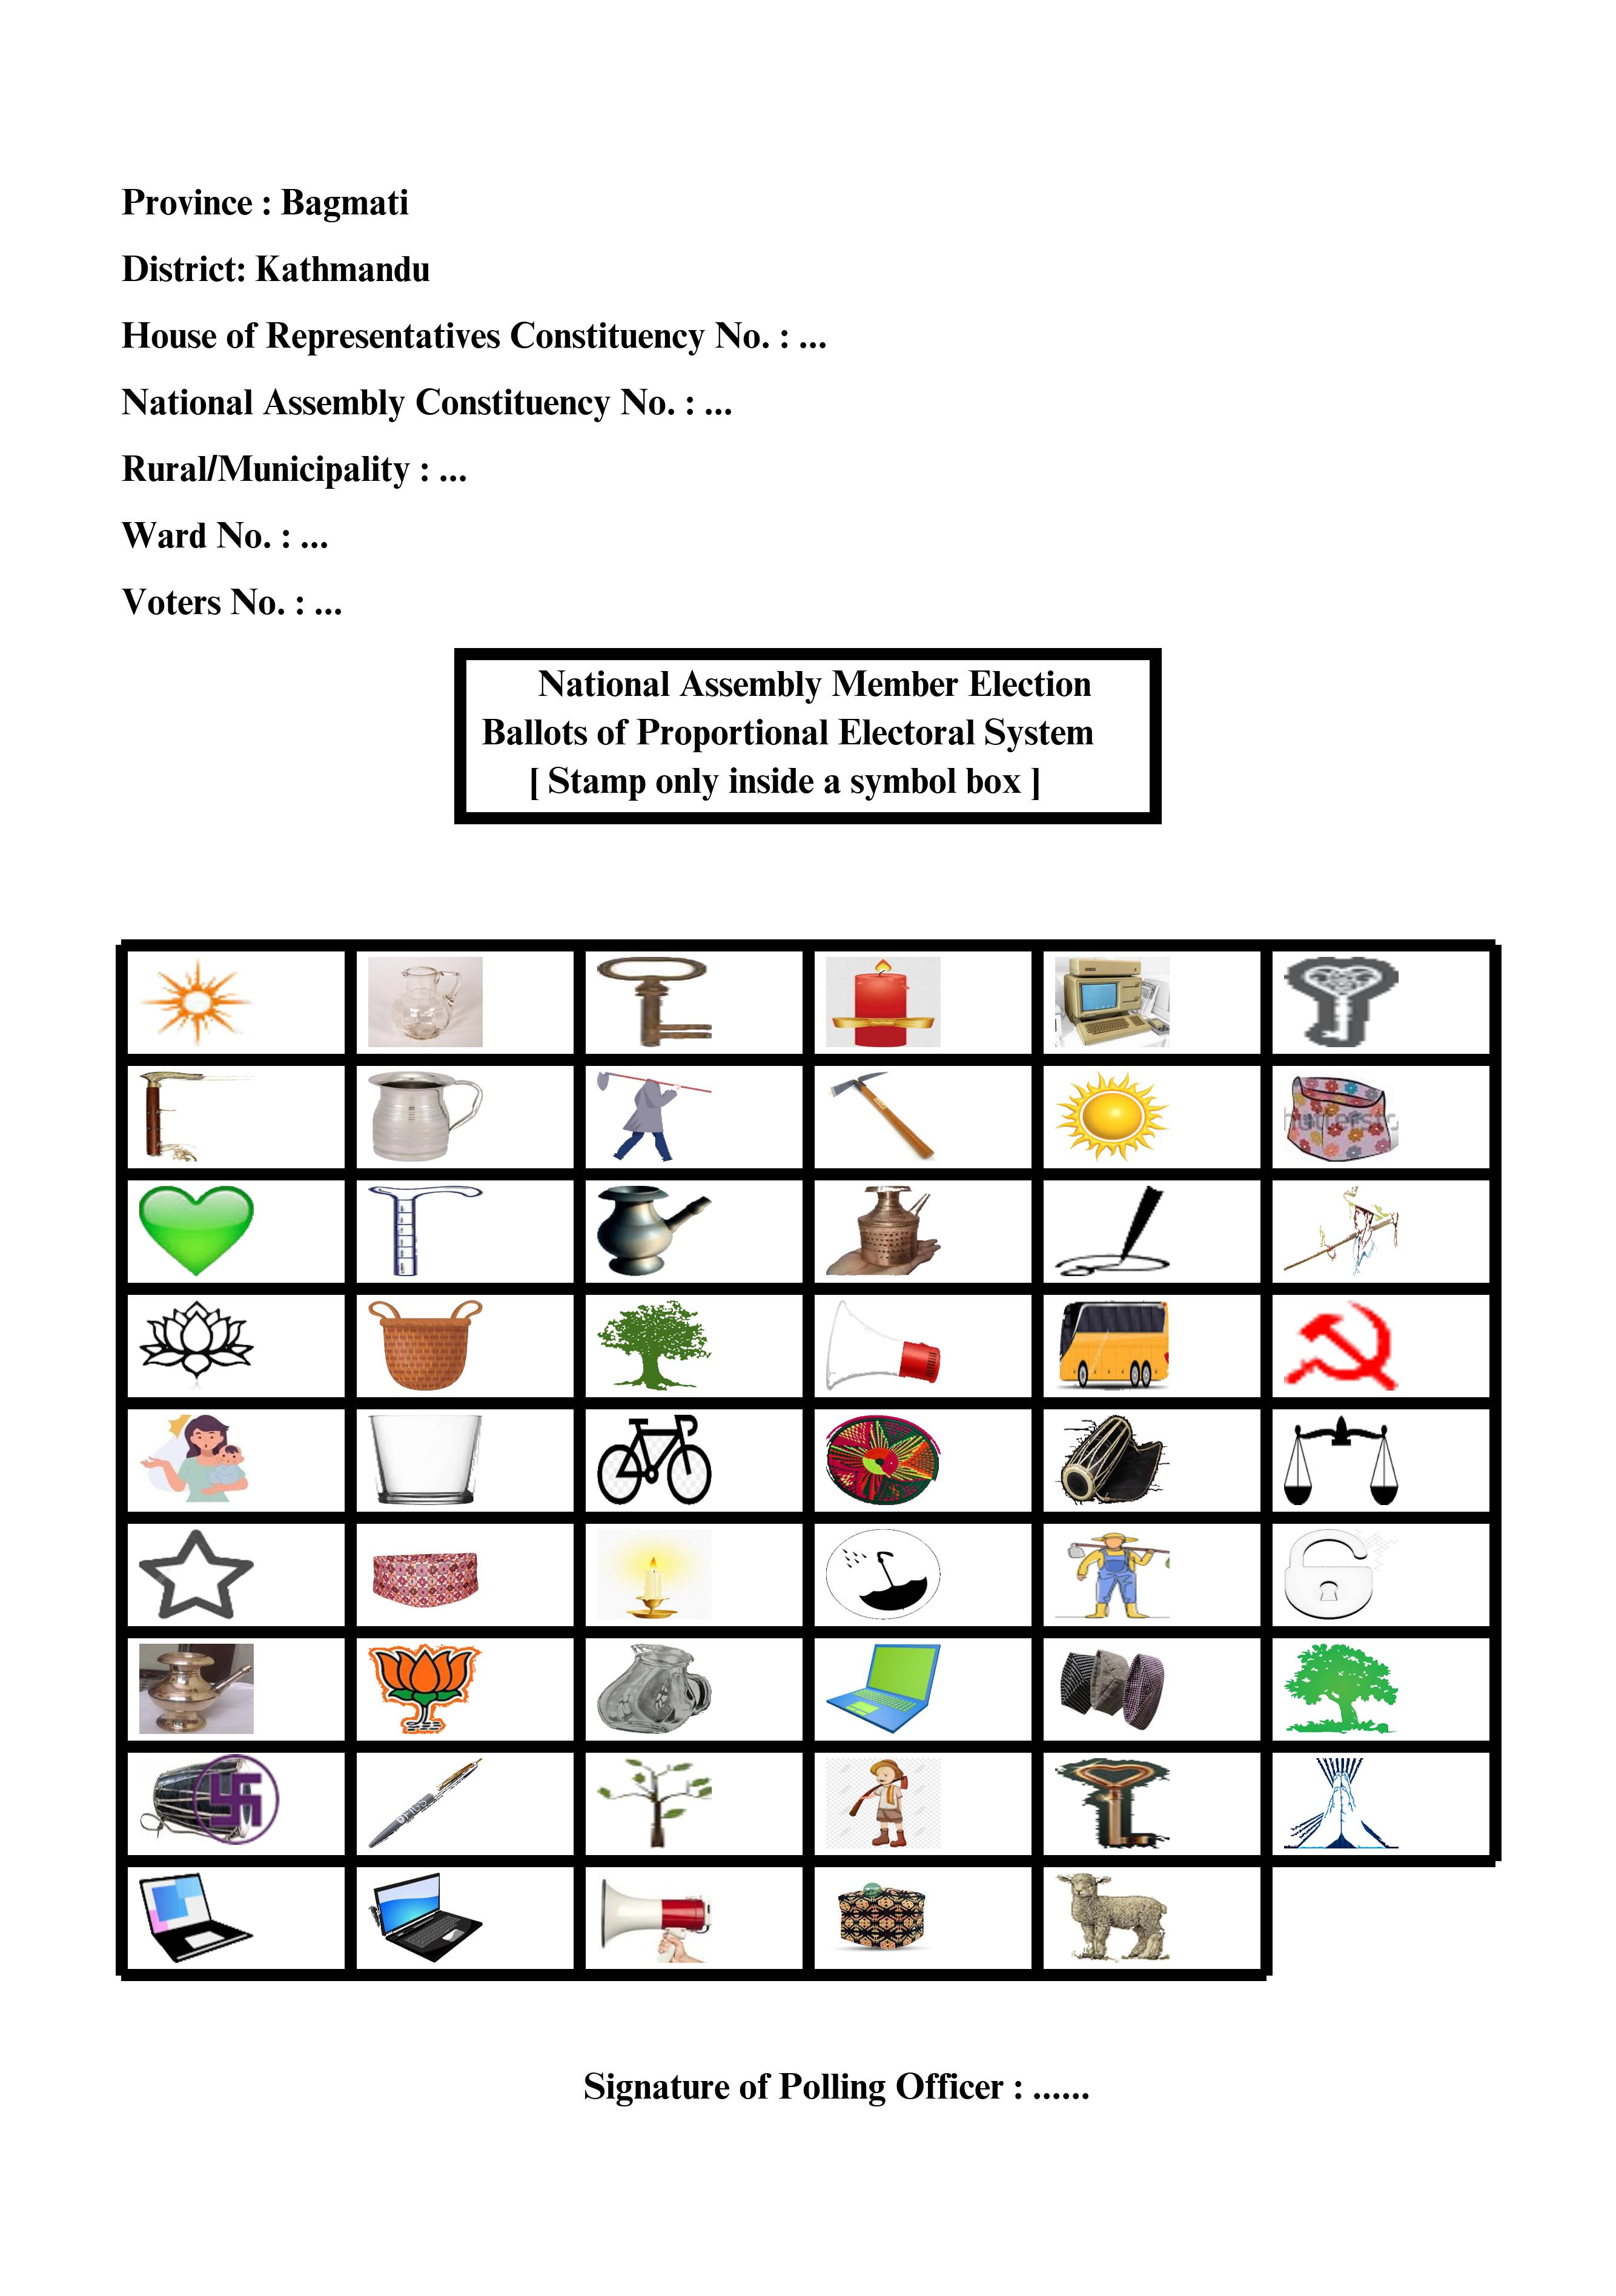 Province : Bagmati
District: Kathmandu
House of Representatives Constituency No. : ...
National Assembly Constituency No. : ...
Rural/Municipality : ...
Ward No. : ...
Voters No. : ...
National Assembly Member Election
Ballots of Proportional Electoral System
[ Stamp only inside a symbol box ]
Signature of Polling Officer : ......